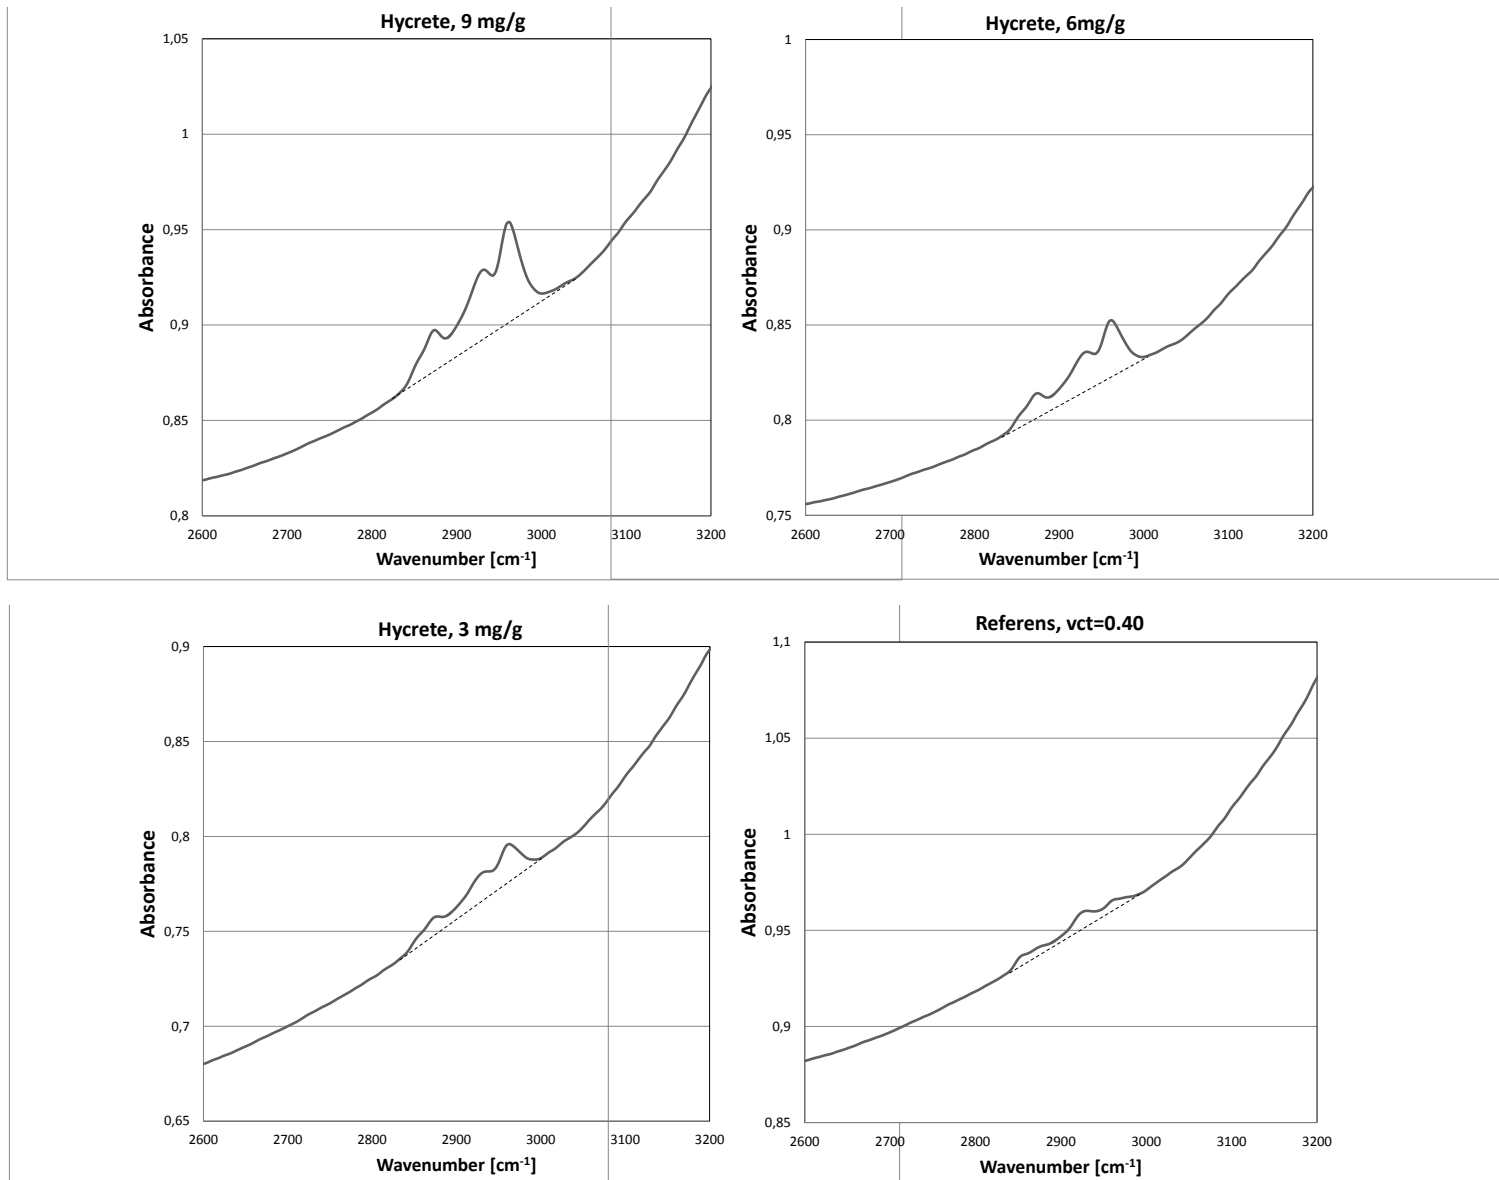 Hycrete, 9 mg/g
1,05
1
0,95
0,9
0,85
0,8
Absorbance
2600 2700 2800 2900 3000 3100 3200
Wavenumber [cm-1]
Hycrete, 6mg/g
1
0,95
0,9
0,85
0,8
0,75
Absorbance
2600 2700 2800 2900 3000 3100 3200
Wavenumber [cm-1]
Hycrete, 3 mg/g
0,9
0,85
0,8
0,75
0,7
0,65
Absorbance
2600 2700 2800 2900 3000 3100 3200
Wavenumber [cm-1]
Referens, vct=0.40
1,1
1,05
1
0,95
0,9
0,85
Absorbance
2600 2700 2800 2900 3000 3100 3200
Wavenumber [cm-1]